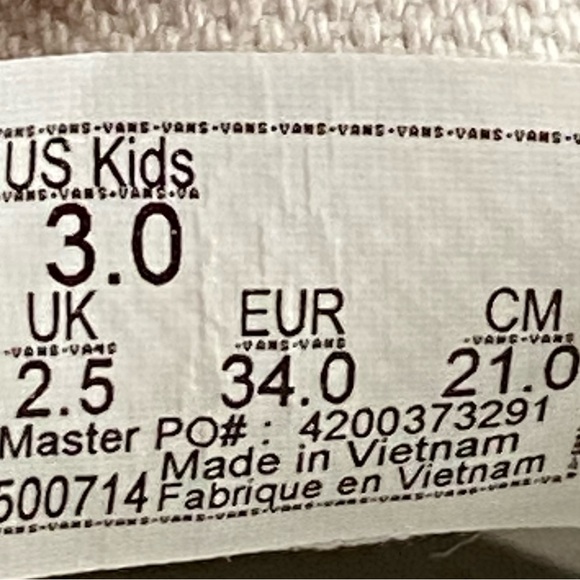 VANS-VANS-VANS-VANS-VANS-VANS-VANS-VANS-VANS
US Kids
VANS-VANS-VA
3.0
UK EUR CM
-VANS-VANS -VANS-VANS -VANS-VANS
2.5 34.0 21.0
Master PO# : 4200373291
Made in Vietnam
500714 Fabrique en Vietnam